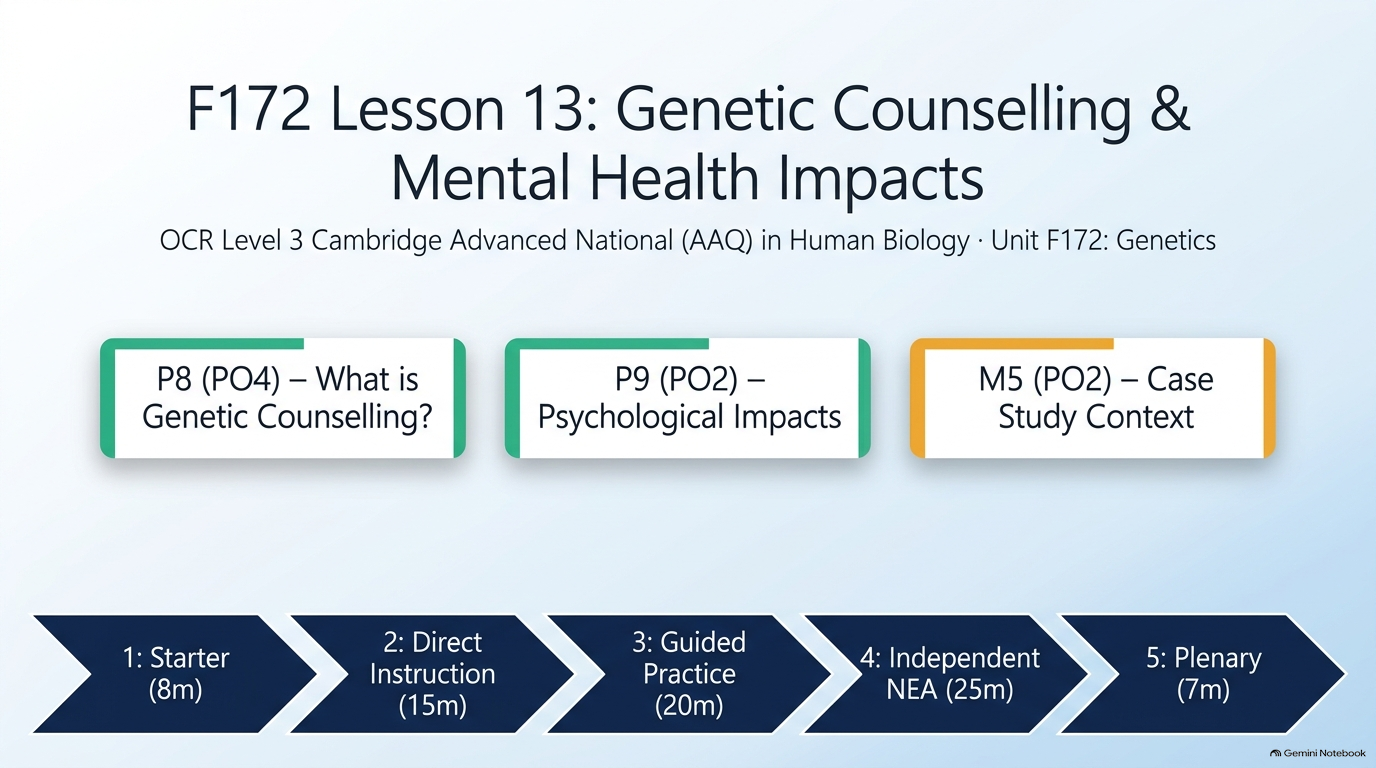 F172 Lesson 13: Genetic Counselling &
Mental Health Impacts
OCR Level 3 Cambridge Advanced National (AAQ) in Human Biology · Unit F172: Genetics
P8 (PO4) – What is
Genetic Counselling?
P9 (PO2) –
Psychological Impacts
M5 (PO2) – Case
Study Context
1: Starter
(8m)
2: Direct
Instruction
(15m)
3: Guided
Practice
(20m)
4: Independent
NEA (25m)
5: Plenary
(7m)
Gemini Notebook